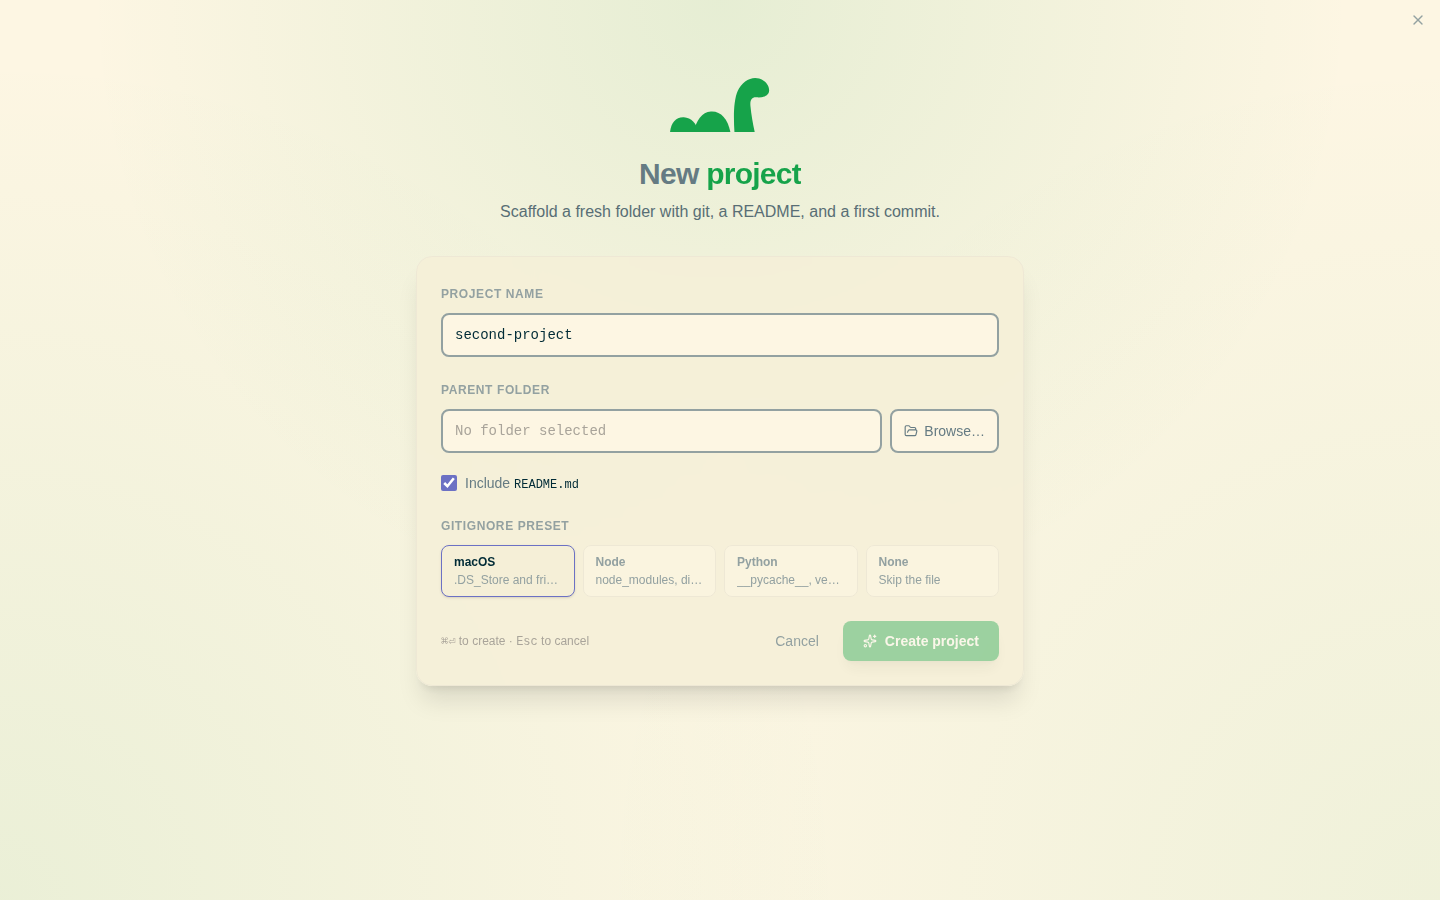 New project
Scaffold a fresh folder with git, a README, and a first commit.
PROJECT NAME
second-project
PARENT FOLDER
No folder selected
Browse…
Include README.md
GITIGNORE PRESET
macOS
.DS_Store and fri…
Node
node_modules, di…
Python
__pycache__, ve…
None
Skip the file
⌘⏎ to create · Esc to cancel
Cancel
Create project